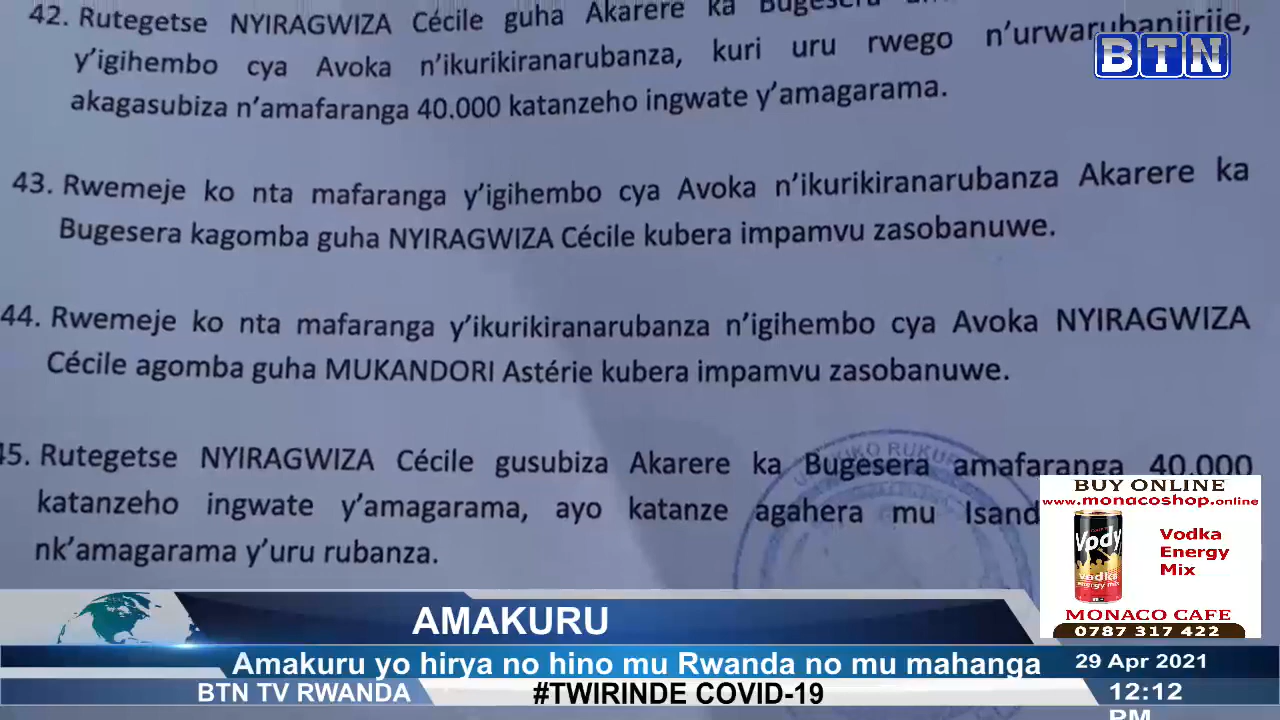 42. Rutegetse NYIRAGWIZA Cécile guha Akarere ka Bugesera
y'igihembo cya Avoka n'ikurikiranarubanza, kuri uru rwego n'urwarubanjirije,
akagasubiza n'amafaranga 40.000 katanzeho ingwate y'amagarama.
43. Rwemeje ko nta mafaranga y'igihembo cya Avoka n'ikurikiranarubanza Akarere ka
Bugesera kagomba guha NYIRAGWIZA Cécile kubera impamvu zasobanuwe.
44. Rwemeje ko nta mafaranga y'ikurikiranarubanza n'igihembo cya Avoka NYIRAGWIZA
Cécile agomba guha MUKANDORI Astérie kubera impamvu zasobanuwe.
45. Rutegetse NYIRAGWIZA Cécile gusubiza Akarere ka Bugesera amafaranga 40.000
katanzeho ingwate y'amagarama, ayo katanze agahera mu
nk'amagarama y'uru rubanza.
BTN
BUY ONLINE
www.monacoshop.online
Vody
vodka
energy mix
Vodka
Energy
Mix
MONACO CAFE
0787 317 422
AMAKURU
Amakuru yo hirya no hino mu Rwanda no mu mahanga
29 Apr 2021
BTN TV RWANDA
#TWIRINDE COVID-19
12:12
PM